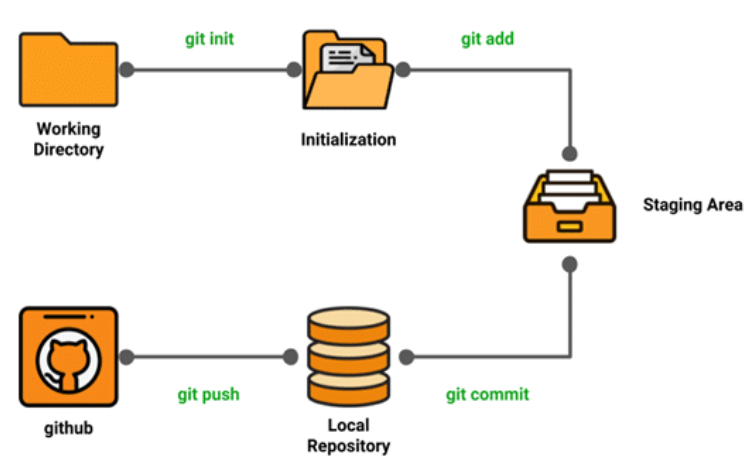 git init
git add
Working
Directory
Initialization
Staging Area
git push
git commit
github
Local
Repository